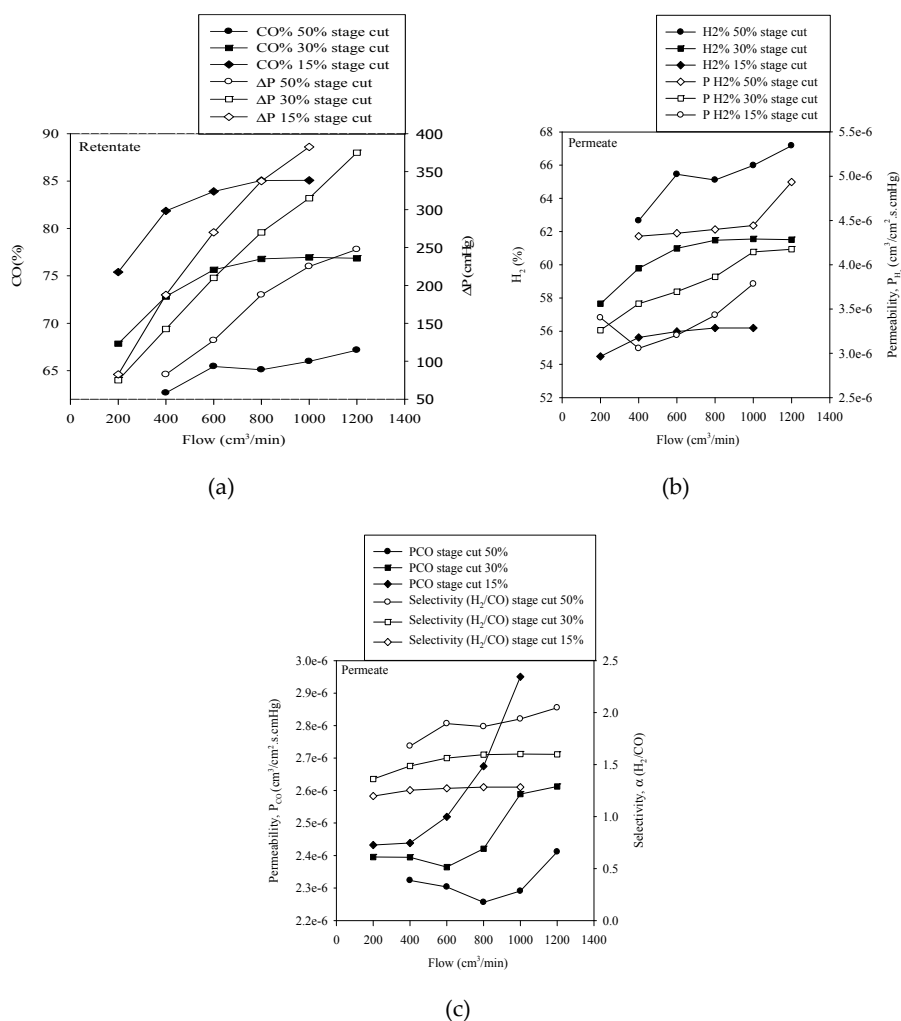 CO% 50% stage cut
CO% 30% stage cut
CO% 15% stage cut
ΔP 50% stage cut
ΔP 30% stage cut
ΔP 15% stage cut
Retentate
CO(%)
90
85
80
75
70
65
ΔP (cmHg)
400
350
300
250
200
150
100
50
0 200 400 600 800 1000 1200 1400
Flow (cm³/min)
(a)
H2% 50% stage cut
H2% 30% stage cut
H2% 15% stage cut
P H2% 50% stage cut
P H2% 30% stage cut
P H2% 15% stage cut
Permeate
H₂ (%)
68
66
64
62
60
58
56
54
52
Permeability, P_H, (cm³/cm².s.cmHg)
5.5e-6
5.0e-6
4.5e-6
4.0e-6
3.5e-6
3.0e-6
2.5e-6
0 200 400 600 800 1000 1200 1400
Flow (cm³/min)
(b)
PCO stage cut 50%
PCO stage cut 30%
PCO stage cut 15%
Selectivity (H₂/CO) stage cut 50%
Selectivity (H₂/CO) stage cut 30%
Selectivity (H₂/CO) stage cut 15%
Permeate
Permeability, P_CO (cm³/cm².s.cmHg)
3.0e-6
2.9e-6
2.8e-6
2.7e-6
2.6e-6
2.5e-6
2.4e-6
2.3e-6
2.2e-6
Selectivity, α (H₂/CO)
2.5
2.0
1.5
1.0
0.5
0.0
0 200 400 600 800 1000 1200 1400
Flow (cm³/min)
(c)